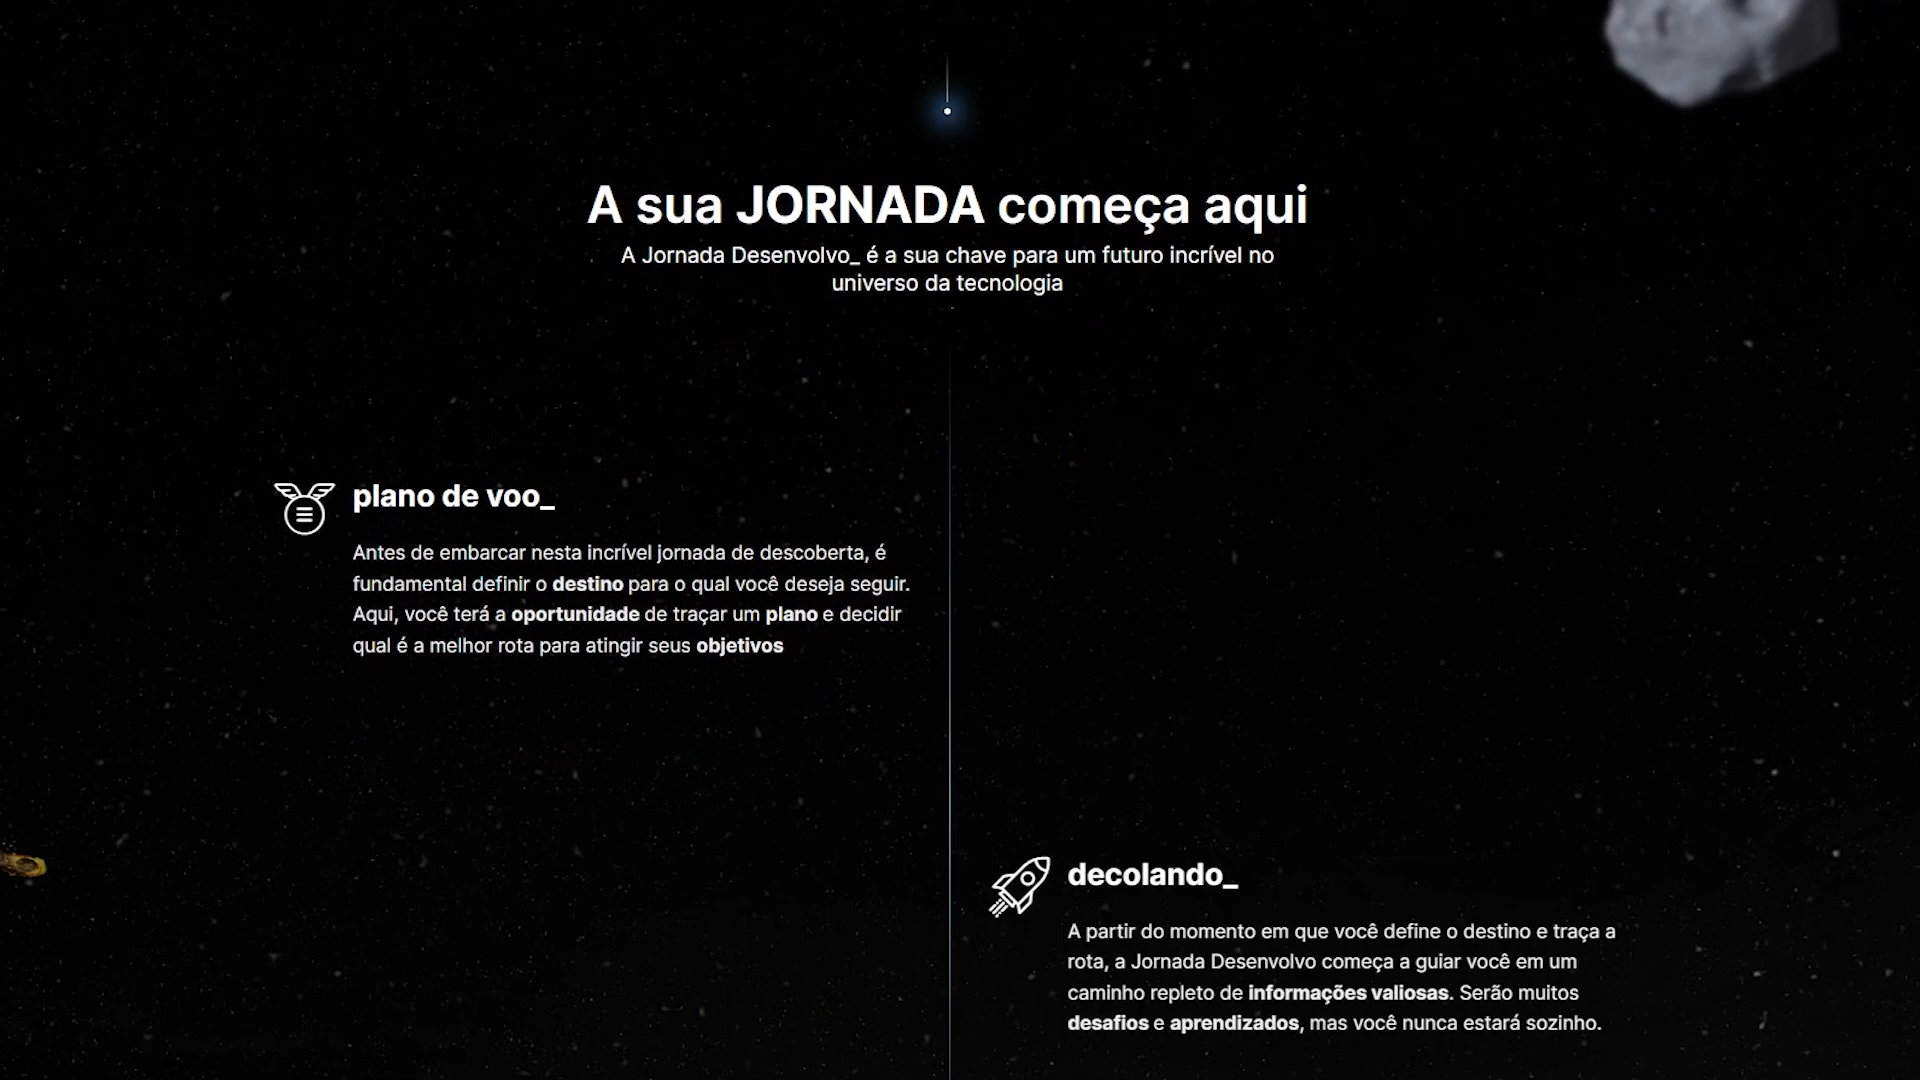 A sua JORNADA começa aqui
A Jornada Desenvolvo_ é a sua chave para um futuro incrível no
universo da tecnologia
plano de voo_
Antes de embarcar nesta incrível jornada de descoberta, é
fundamental definir o destino para o qual você deseja seguir.
Aqui, você terá a oportunidade de traçar um plano e decidir
qual é a melhor rota para atingir seus objetivos
decolando_
A partir do momento em que você define o destino e traça a
rota, a Jornada Desenvolvo começa a guiar você em um
caminho repleto de informações valiosas. Serão muitos
desafios e aprendizados, mas você nunca estará sozinho.